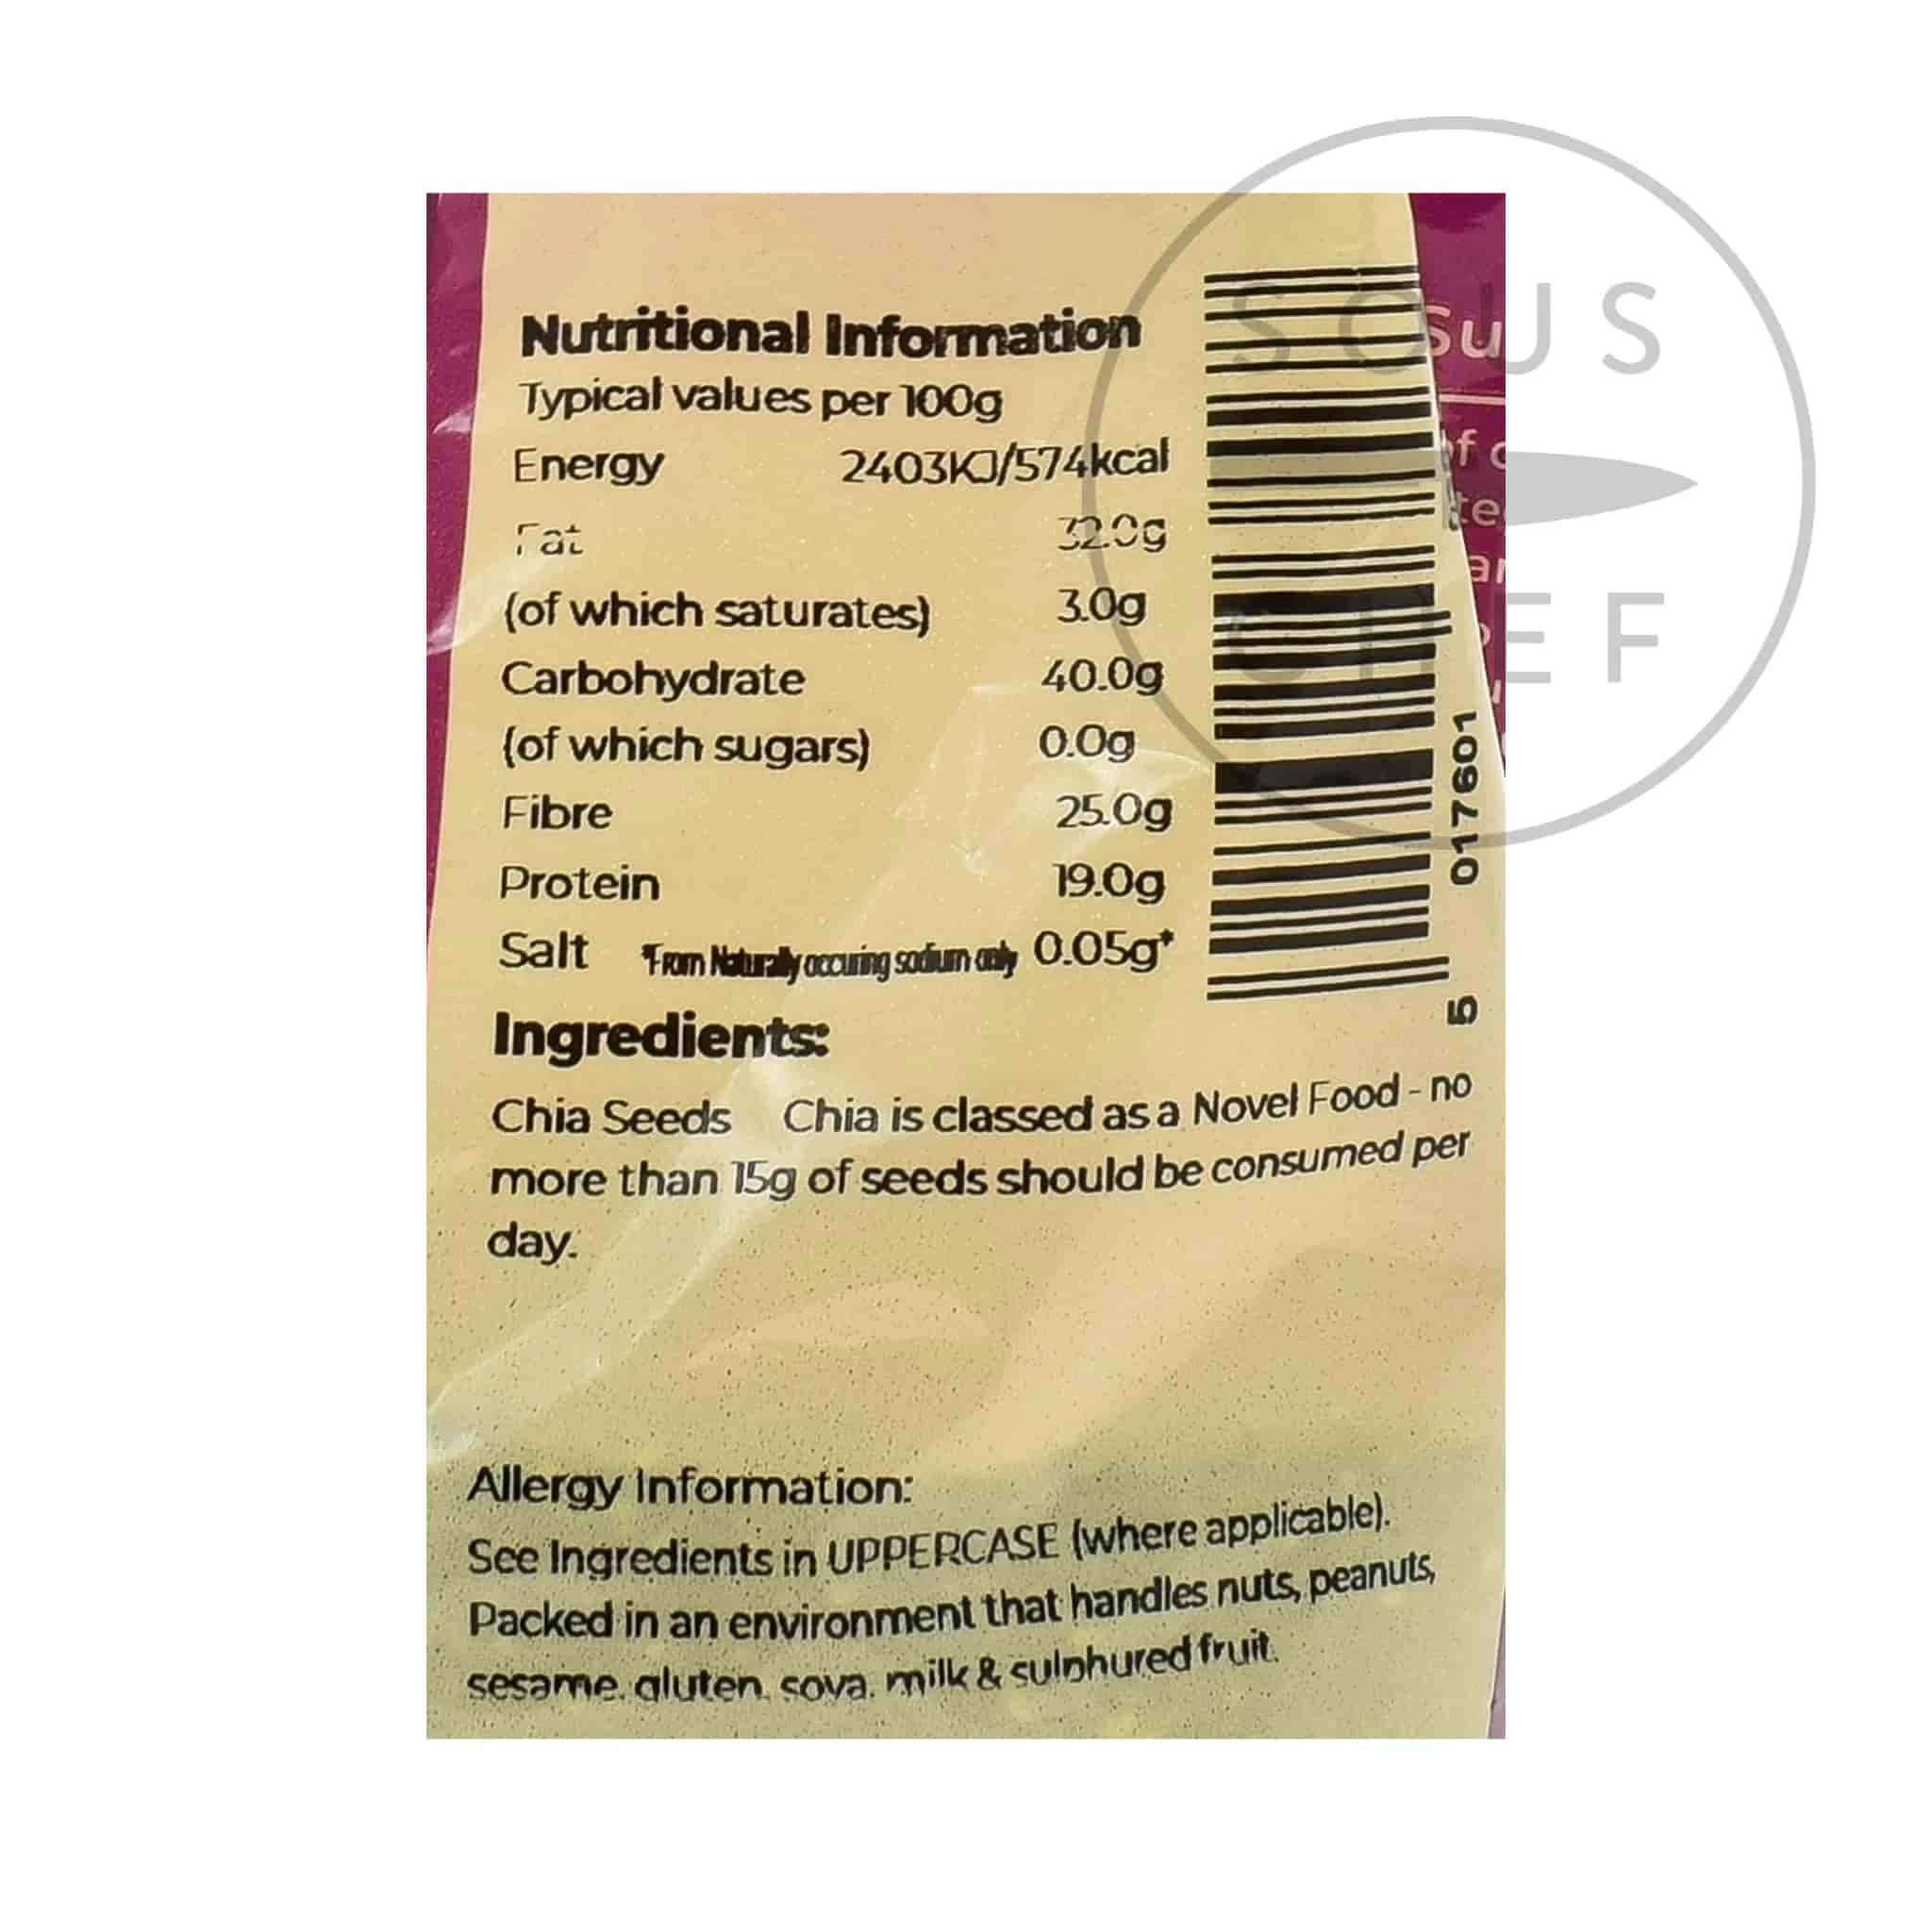 Nutritional Information
Typical values per 100g
Energy 2403KJ/574kcal
Fat 32.0g
(of which saturates) 3.0g
Carbohydrate 40.0g
(of which sugars) 0.0g
Fibre 25.0g
Protein 19.0g
Salt *From Naturally occuring sodium only 0.05g*
Ingredients:
Chia Seeds Chia is classed as a Novel Food - no
more than 15g of seeds should be consumed per
day.
Allergy Information:
See Ingredients in UPPERCASE (where applicable).
Packed in an environment that handles nuts, peanuts,
sesame, gluten, soya, milk & sulphured fruit.
5 017601
Su
SOUS
CHEF